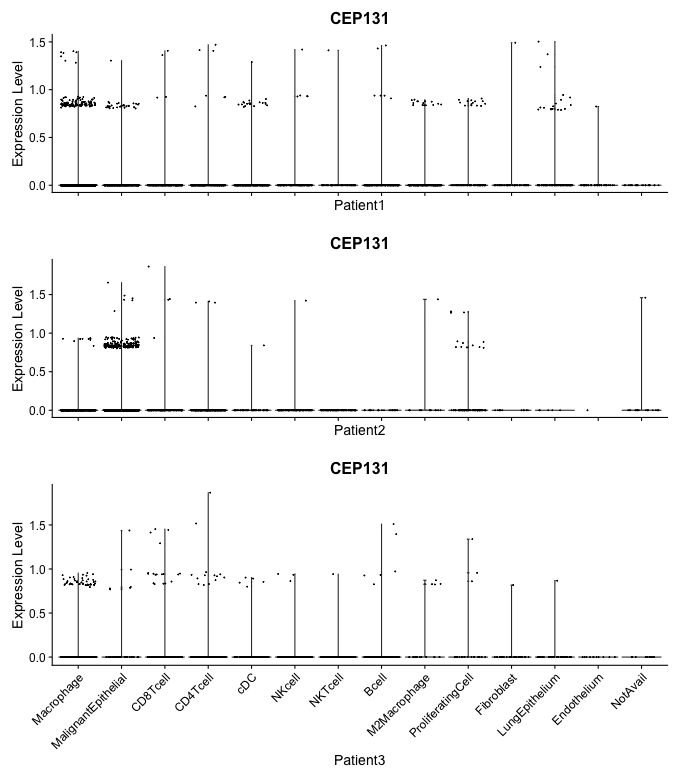 CEP131
Expression Level
1.5
1.0
0.5
0.0
Patient1
CEP131
Expression Level
1.5
1.0
0.5
0.0
Patient2
CEP131
Expression Level
1.5
1.0
0.5
0.0
Macrophage
MalignantEpithelial
CD8Tcell
CD4Tcell
cDC
NKcell
NKTcell
Bcell
M2Macrophage
ProliferatingCell
Fibroblast
LungEpithelium
Endothelium
NotAvail
Patient3